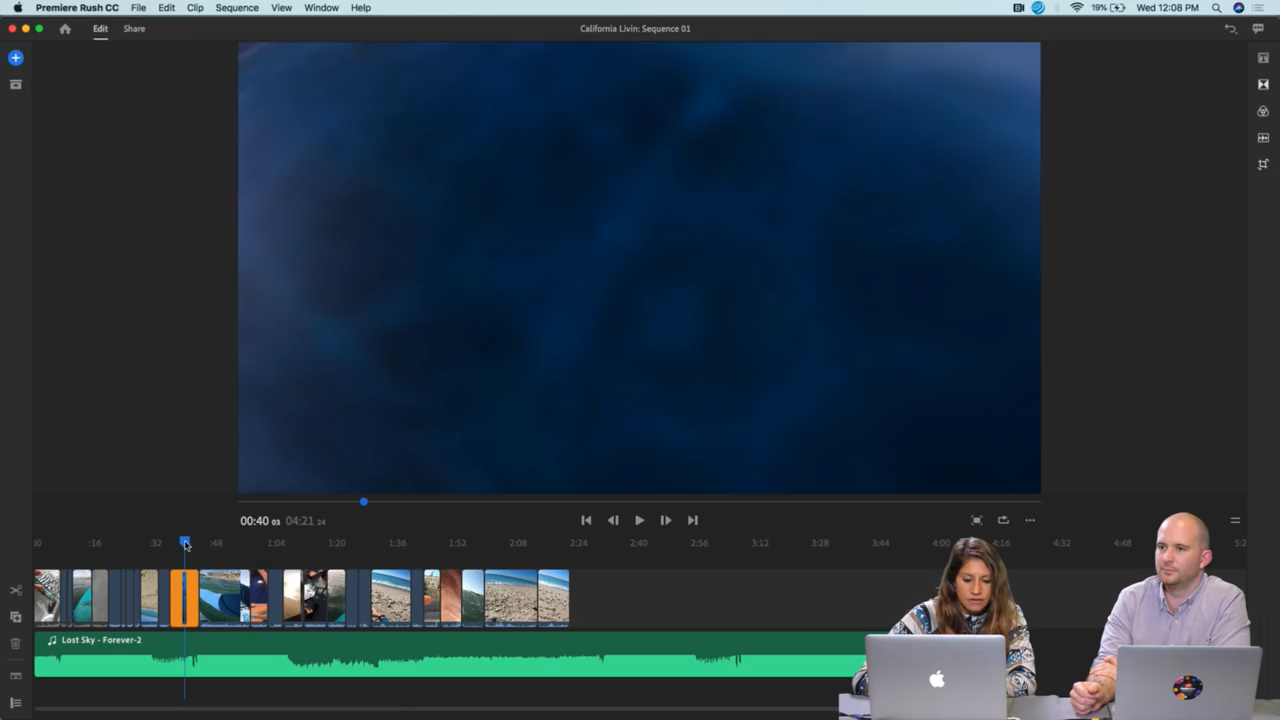 Premiere Rush CC File Edit Clip Sequence View Window Help 19% Wed 12:08 PM
Edit Share California Livin: Sequence 01
00:40 03 04:21 24
:00 :16 :32 :48 1:04 1:20 1:36 1:52 2:08 2:24 2:40 2:56 3:12 3:28 3:44 4:00 4:16 4:32 4:48 5:2
Lost Sky - Forever-2